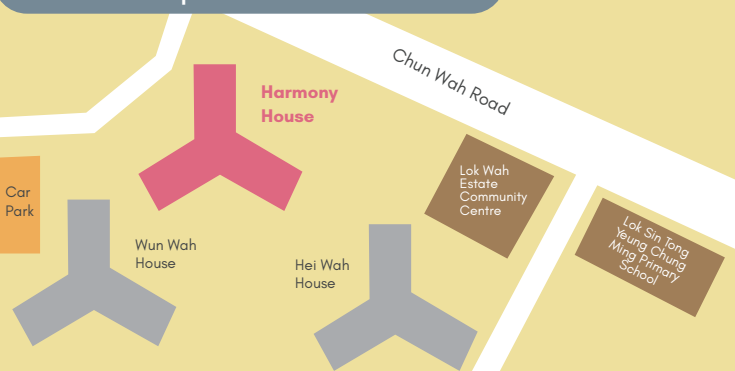 Chun Wah Road
Harmony
House
Lok Wah
Estate
Community
Centre
Car
Park
Lok Sin Tong
Yeung Chung
Ming Primary
School
Wun Wah
House
Hei Wah
House